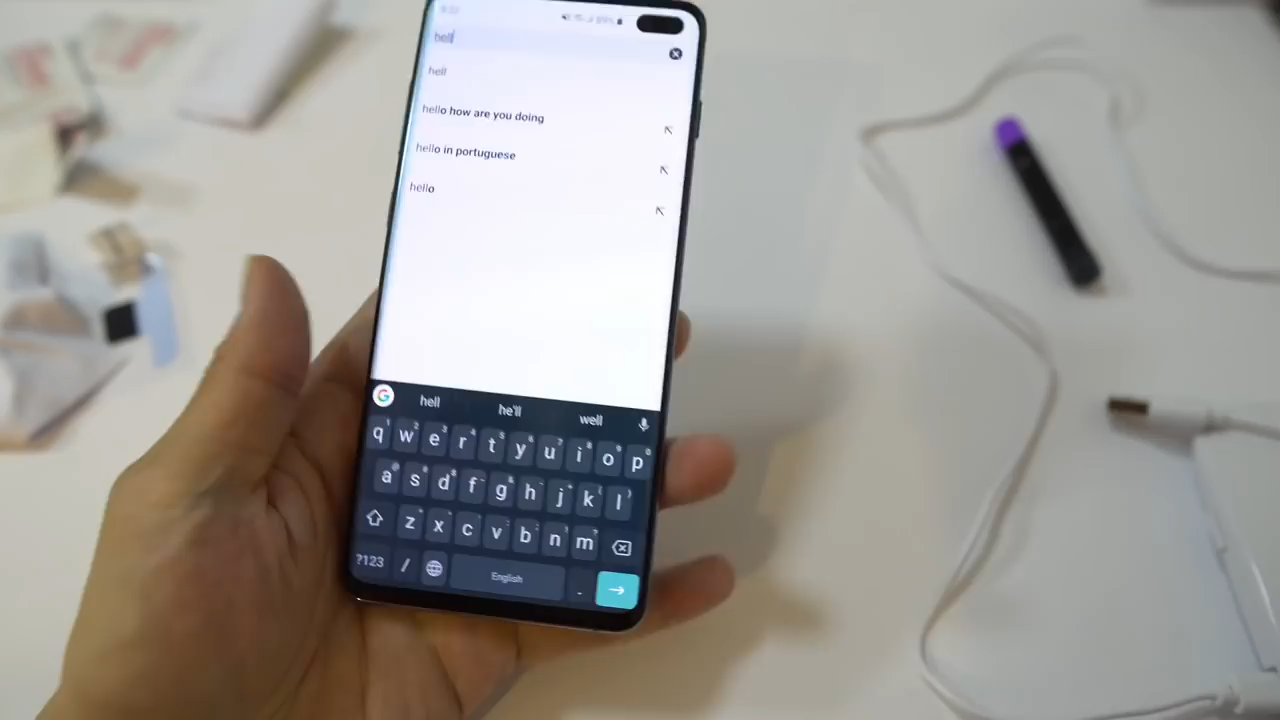 hell
hell
hello how are you doing
hello in portuguese
hello
G hell he'll well
q w e r t y u i o p
a s d f g h j k l
z x c v b n m
?123 / English .